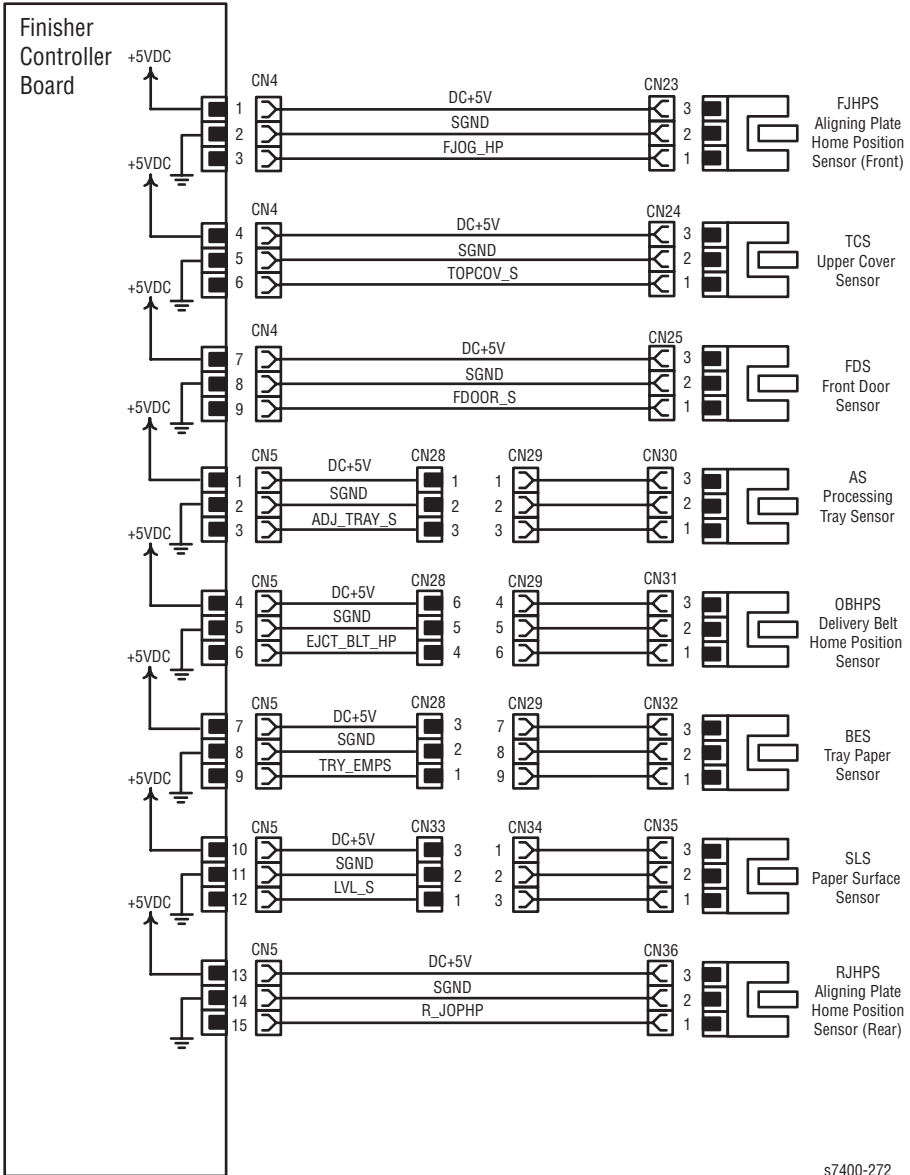 Finisher
Controller
Board
+5VDC
CN4
CN23
1
DC+5V
3
2
SGND
2
3
FJOG_HP
1
FJHPS
Aligning Plate
Home Position
Sensor (Front)
+5VDC
CN4
CN24
4
DC+5V
3
5
SGND
2
6
TOPCOV_S
1
TCS
Upper Cover
Sensor
+5VDC
CN4
CN25
7
DC+5V
3
8
SGND
2
9
FDOOR_S
1
FDS
Front Door
Sensor
+5VDC
CN5
CN28
CN29
CN30
1
DC+5V
1
1
3
2
SGND
2
2
2
3
ADJ_TRAY_S
3
3
1
AS
Processing
Tray Sensor
+5VDC
CN5
CN28
CN29
CN31
4
DC+5V
6
4
3
5
SGND
5
5
2
6
EJCT_BLT_HP
4
6
1
OBHPS
Delivery Belt
Home Position
Sensor
+5VDC
CN5
CN28
CN29
CN32
7
DC+5V
3
7
3
8
SGND
2
8
2
9
TRY_EMPS
1
9
1
BES
Tray Paper
Sensor
+5VDC
CN5
CN33
CN34
CN35
10
DC+5V
3
1
3
11
SGND
2
2
2
12
LVL_S
1
3
1
SLS
Paper Surface
Sensor
+5VDC
CN5
CN36
13
DC+5V
3
14
SGND
2
15
R_JOPHP
1
RJHPS
Aligning Plate
Home Position
Sensor (Rear)
s7400-272